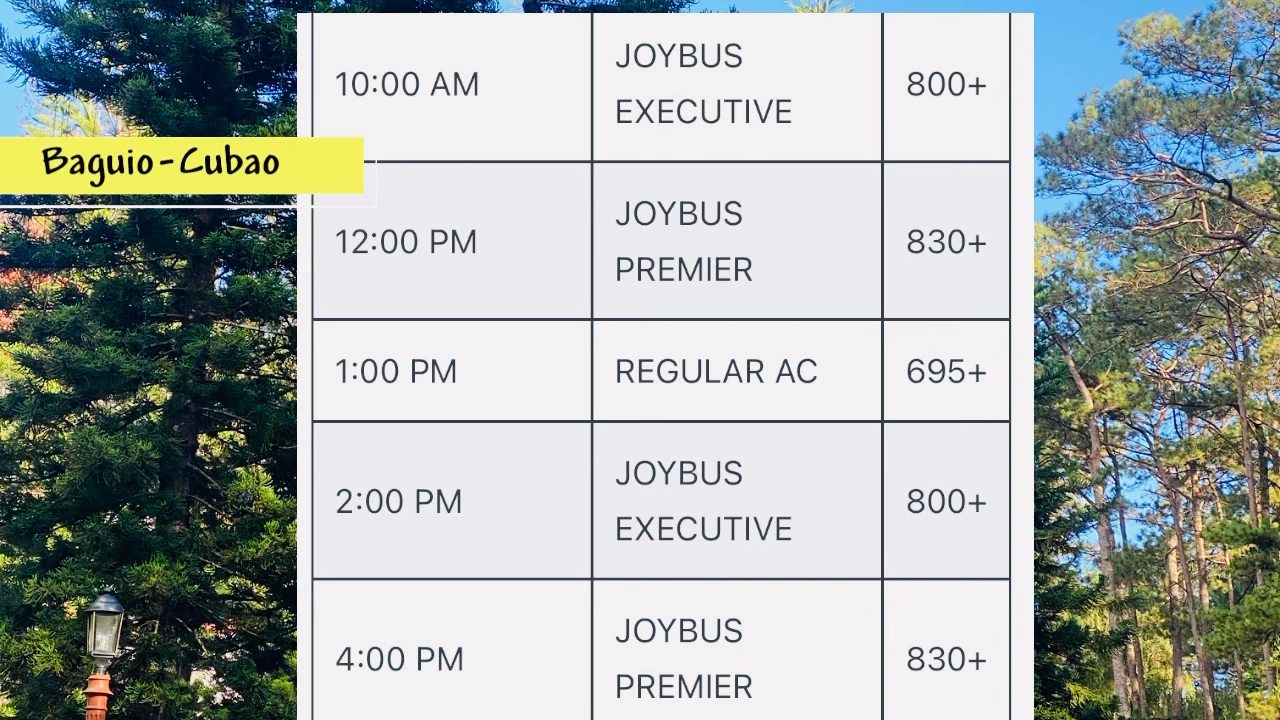 Baguio-Cubao
10:00 AM
JOYBUS
EXECUTIVE
800+
12:00 PM
JOYBUS
PREMIER
830+
1:00 PM
REGULAR AC
695+
2:00 PM
JOYBUS
EXECUTIVE
800+
4:00 PM
JOYBUS
PREMIER
830+